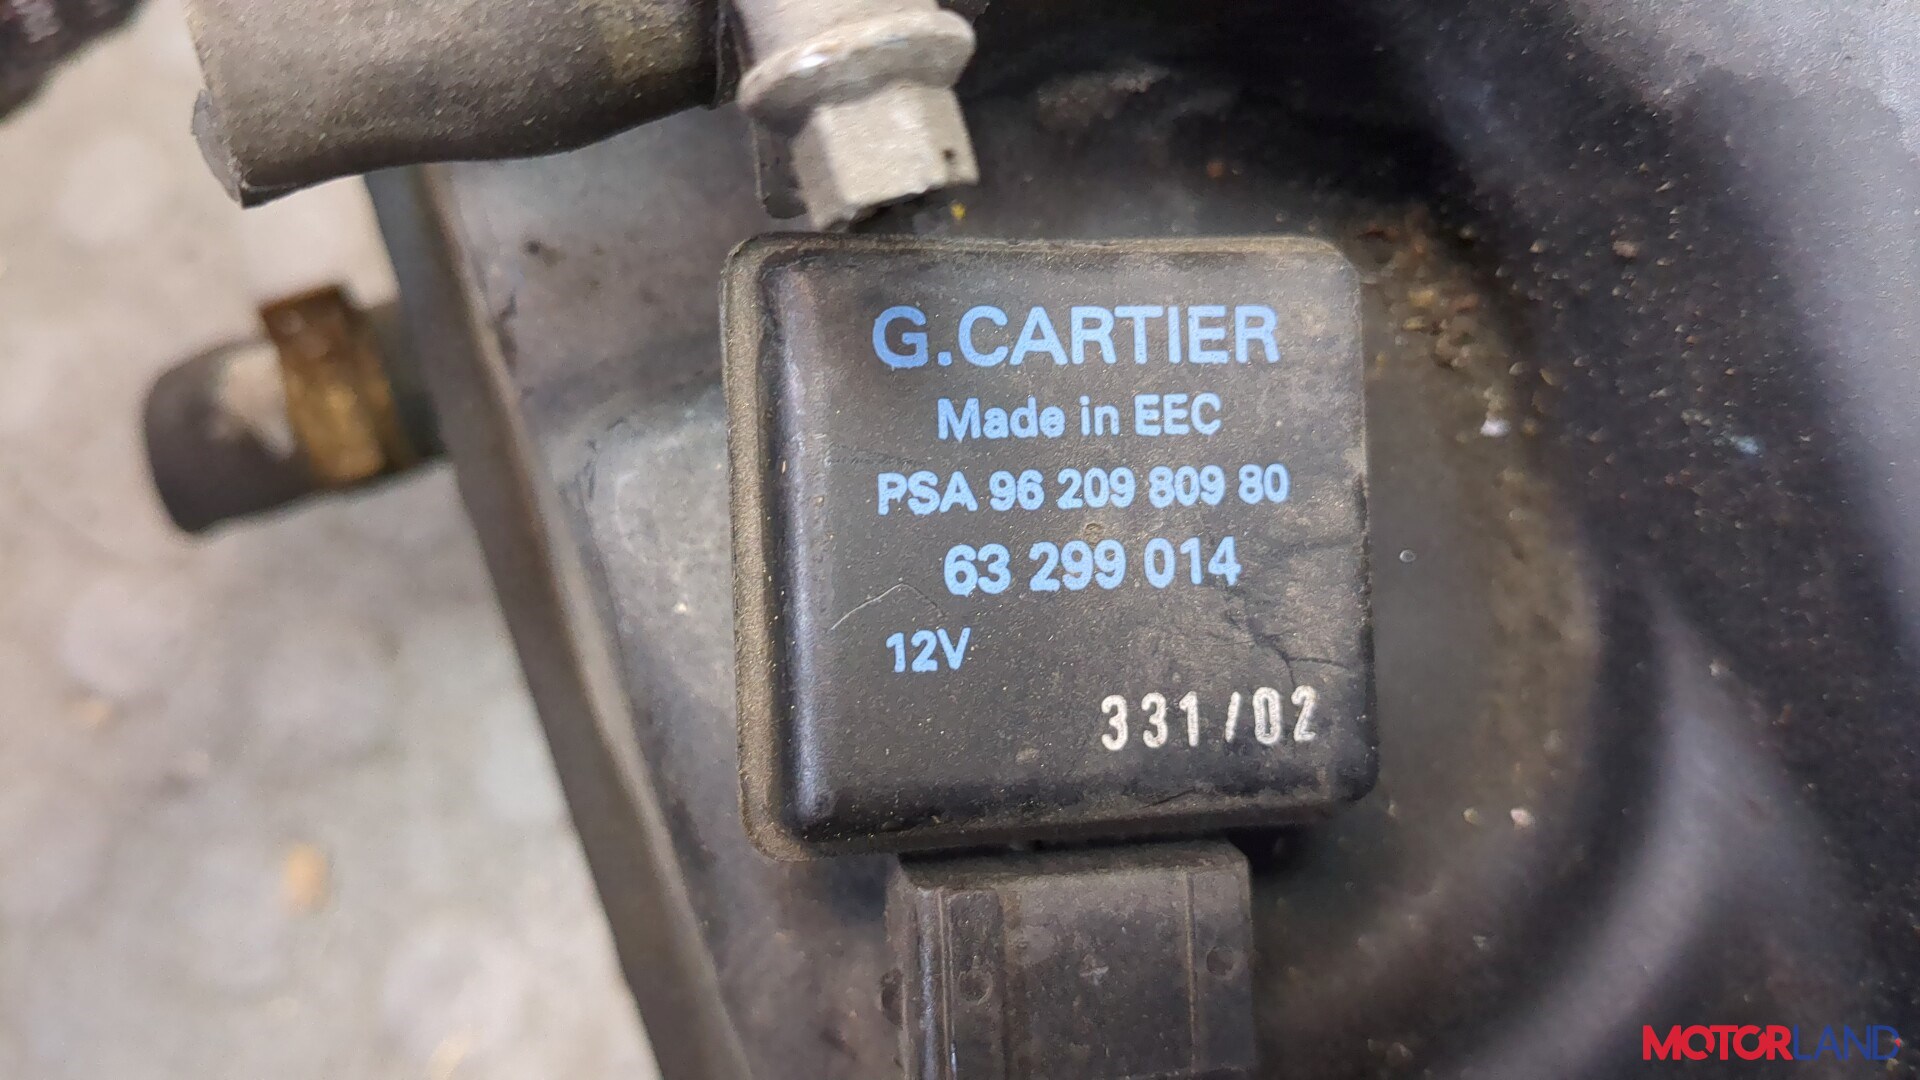 G.CARTIER
Made in EEC
PSA 96 209 809 80
63 299 014
12V
331/02
MOTORLAND